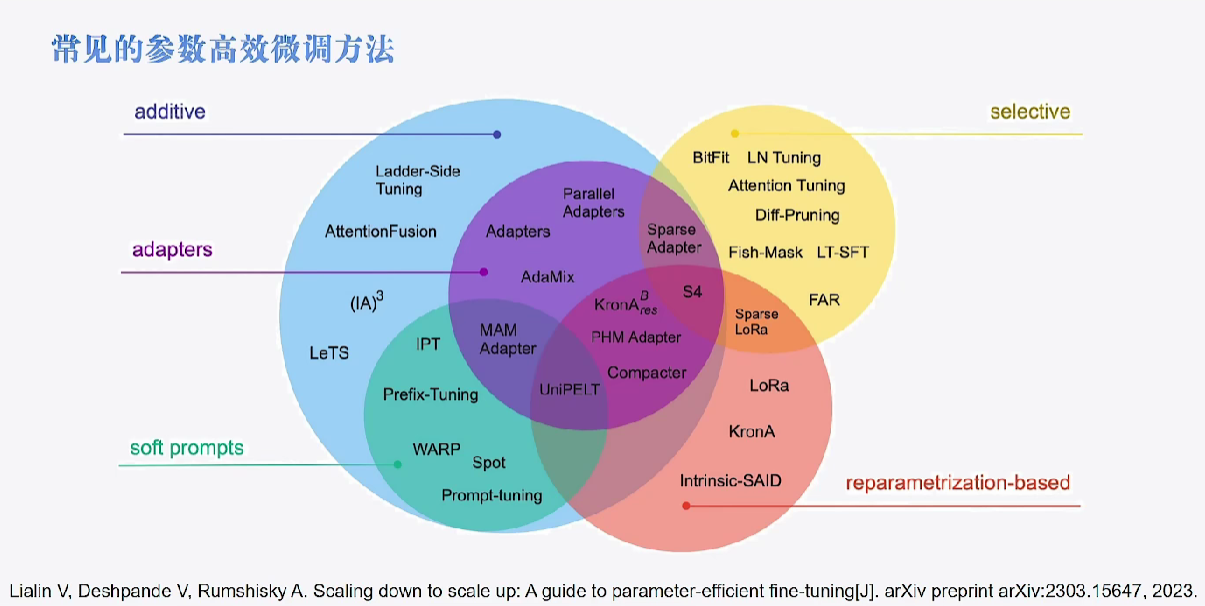 常见的参数高效微调方法
additive
selective
BitFit LN Tuning
Ladder-Side
Tuning
Attention Tuning
Parallel
Adapters
Diff-Pruning
AttentionFusion
Adapters
Sparse
Adapter
adapters
Fish-Mask LT-SFT
AdaMix
(IA)³
KronA^B_res
S4
FAR
Sparse
LoRa
MAM
Adapter
PHM Adapter
IPT
LeTS
Compacter
UniPELT
LoRa
Prefix-Tuning
KronA
soft prompts
WARP
Spot
Intrinsic-SAID
reparametrization-based
Prompt-tuning
Lialin V, Deshpande V, Rumshisky A. Scaling down to scale up: A guide to parameter-efficient fine-tuning[J]. arXiv preprint arXiv:2303.15647, 2023.